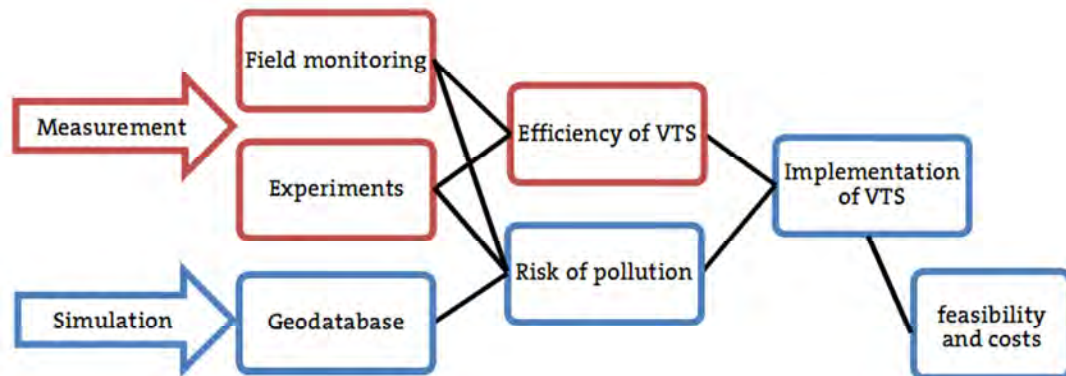 Field monitoring
Measurement
Experiments
Simulation
Geodatabase
Efficiency of VTS
Risk of pollution
Implementation
of VTS
feasibility
and costs